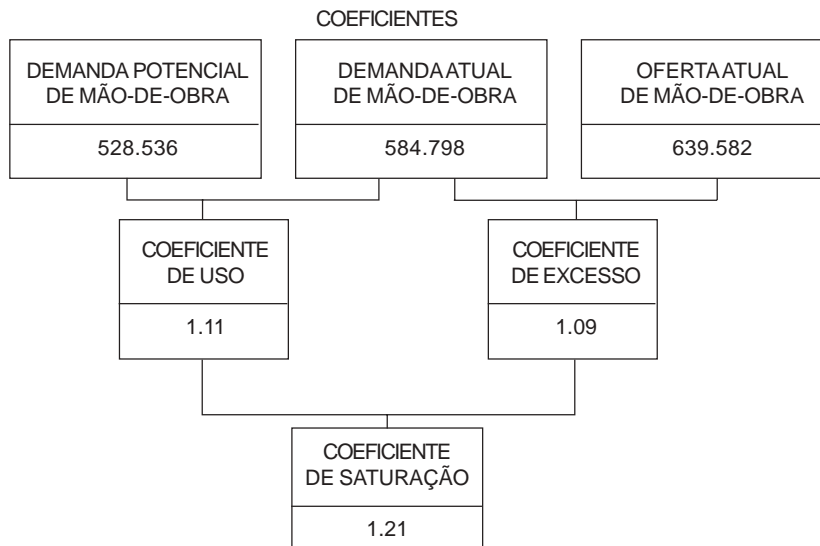 COEFICIENTES
DEMANDA POTENCIAL
DE MÃO-DE-OBRA
528.536
DEMANDA ATUAL
DE MÃO-DE-OBRA
584.798
OFERTA ATUAL
DE MÃO-DE-OBRA
639.582
COEFICIENTE
DE USO
1.11
COEFICIENTE
DE EXCESSO
1.09
COEFICIENTE
DE SATURAÇÃO
1.21